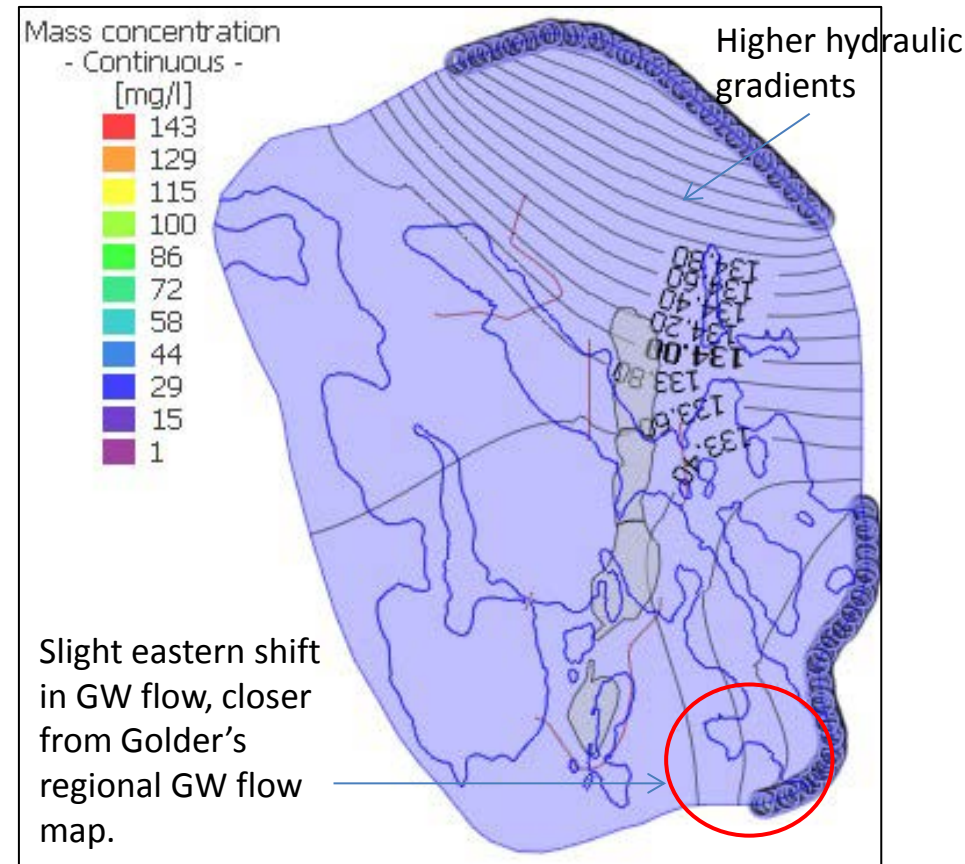 Mass concentration
- Continuous -
[mg/l]
143
129
115
100
86
72
58
44
29
15
1
Higher hydraulic
gradients
134.80
134.60
134.40
134.20
134.00
133.80
133.60
133.40
Slight eastern shift
in GW flow, closer
from Golder’s
regional GW flow
map.